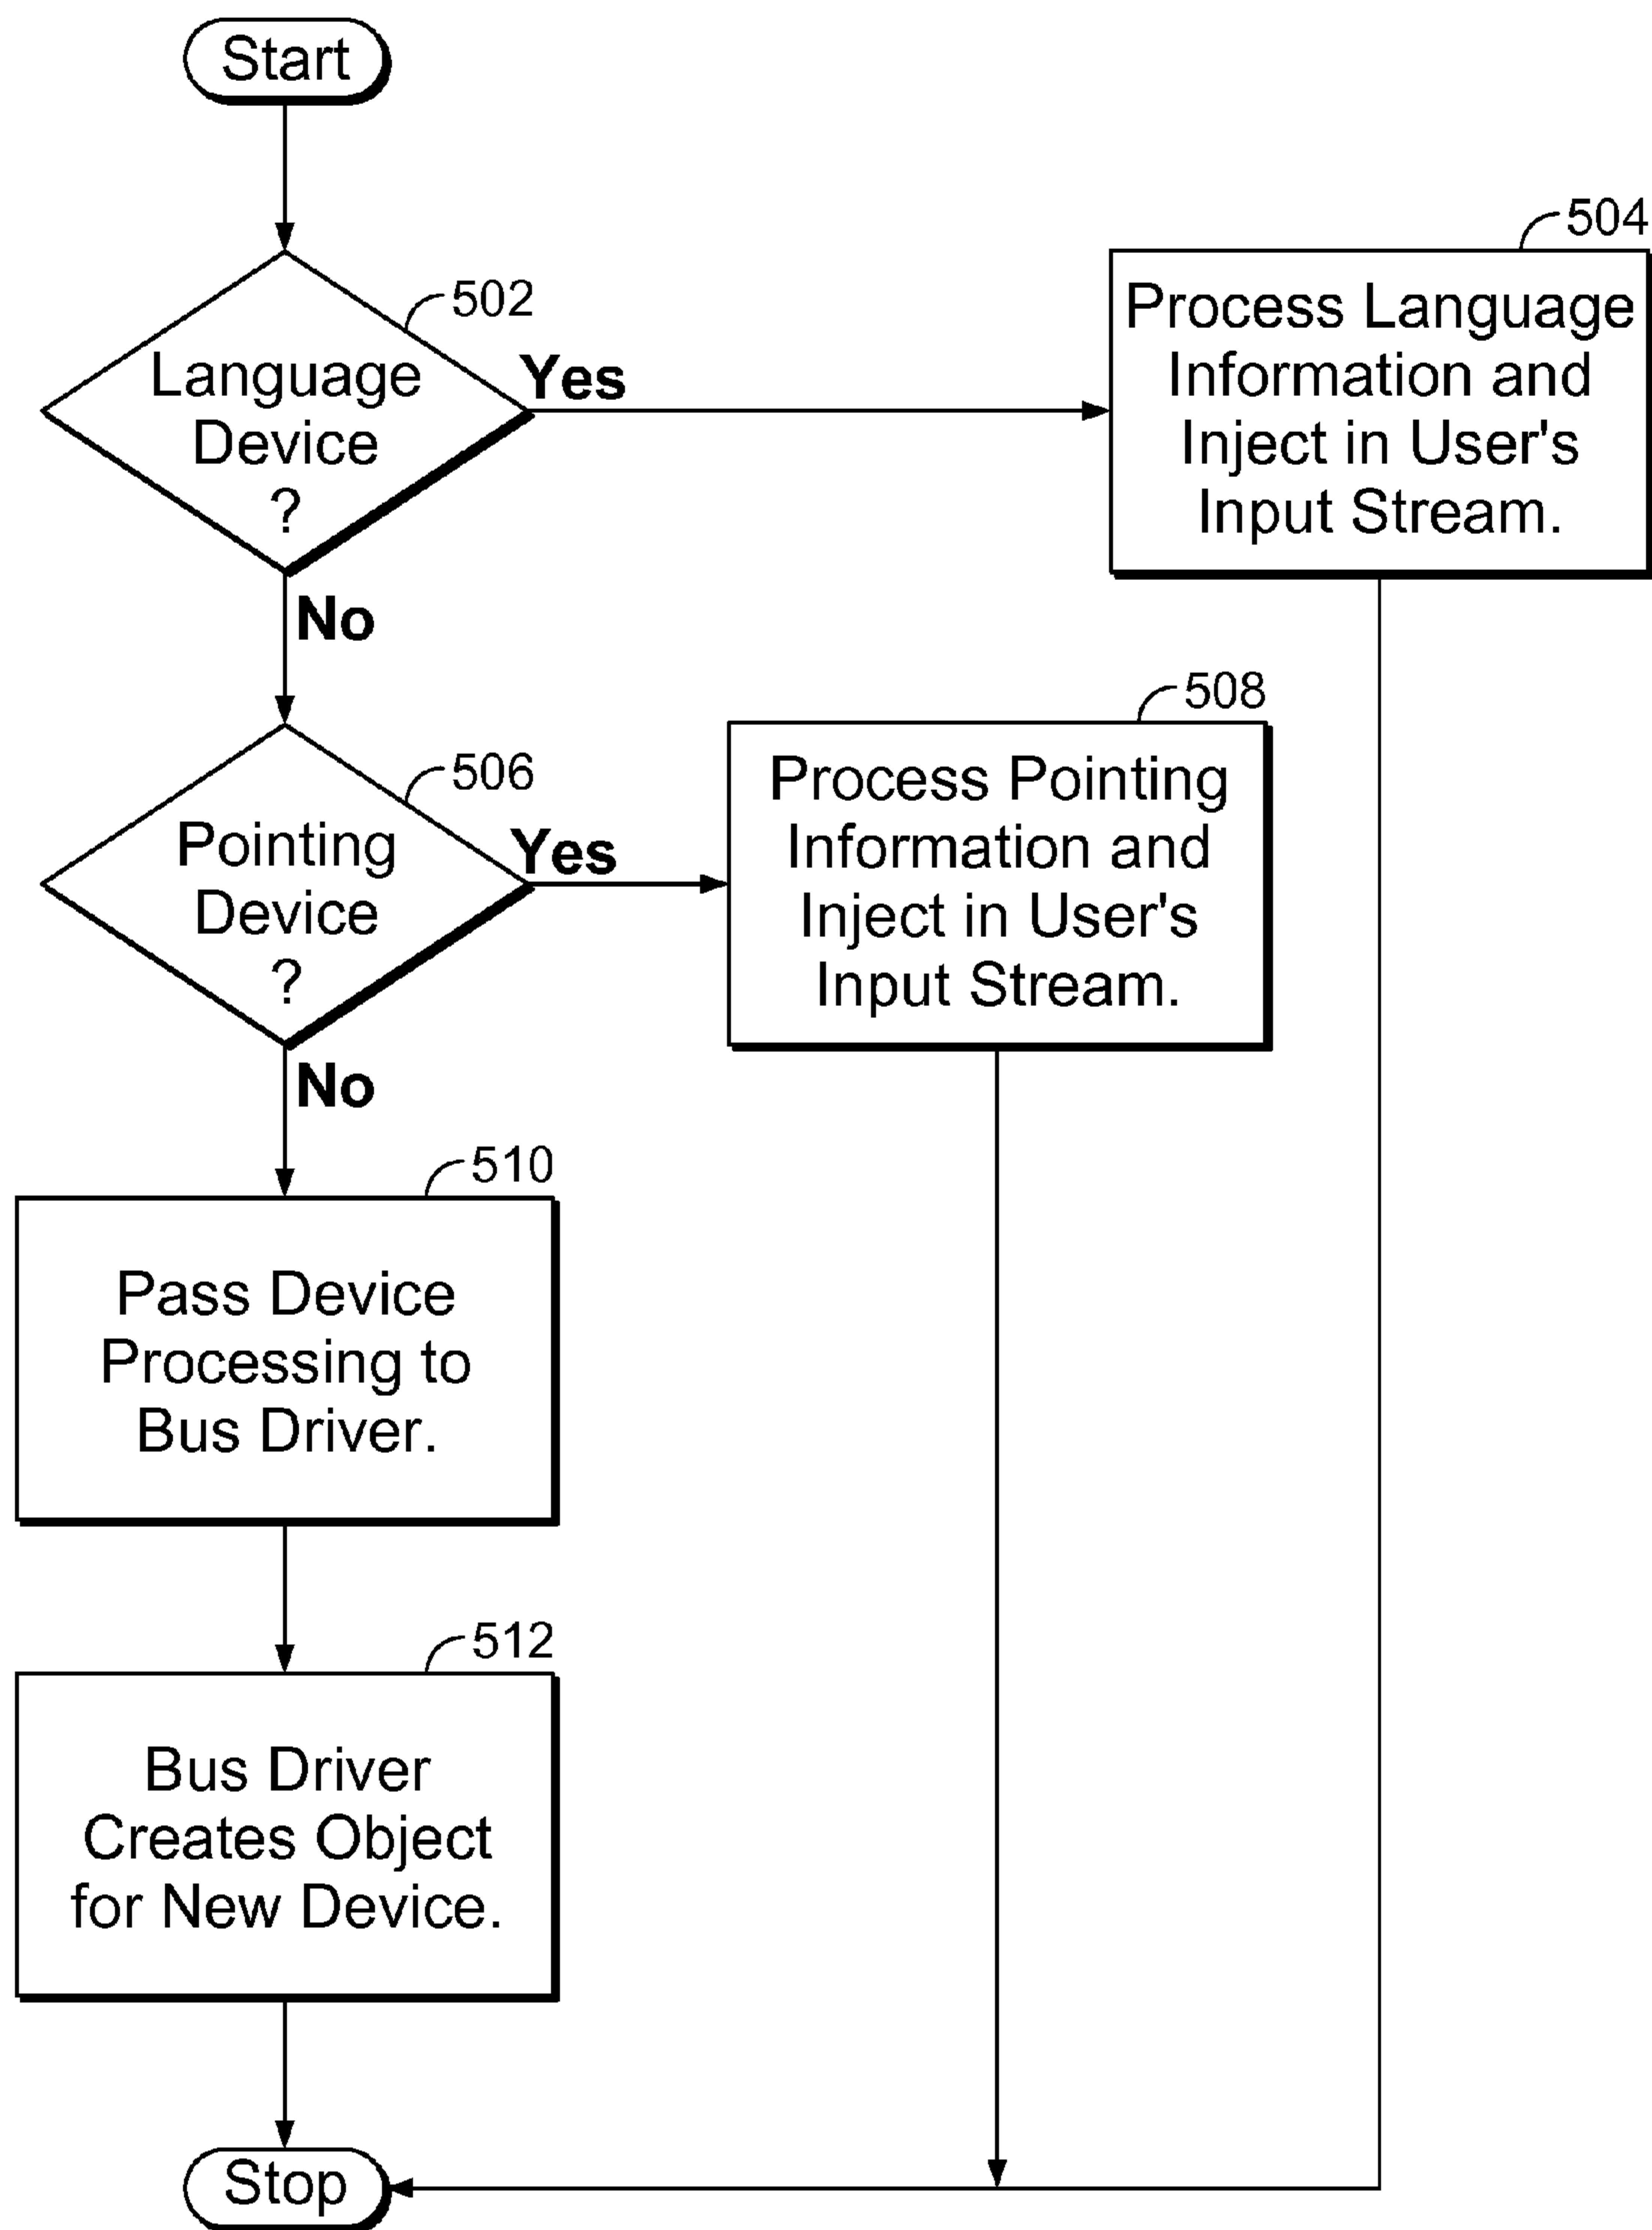 Start
502
Language
Device
?
Yes
No
504
Process Language
Information and
Inject in User's
Input Stream.
506
Pointing
Device
?
Yes
No
508
Process Pointing
Information and
Inject in User's
Input Stream.
510
Pass Device
Processing to
Bus Driver.
512
Bus Driver
Creates Object
for New Device.
Stop